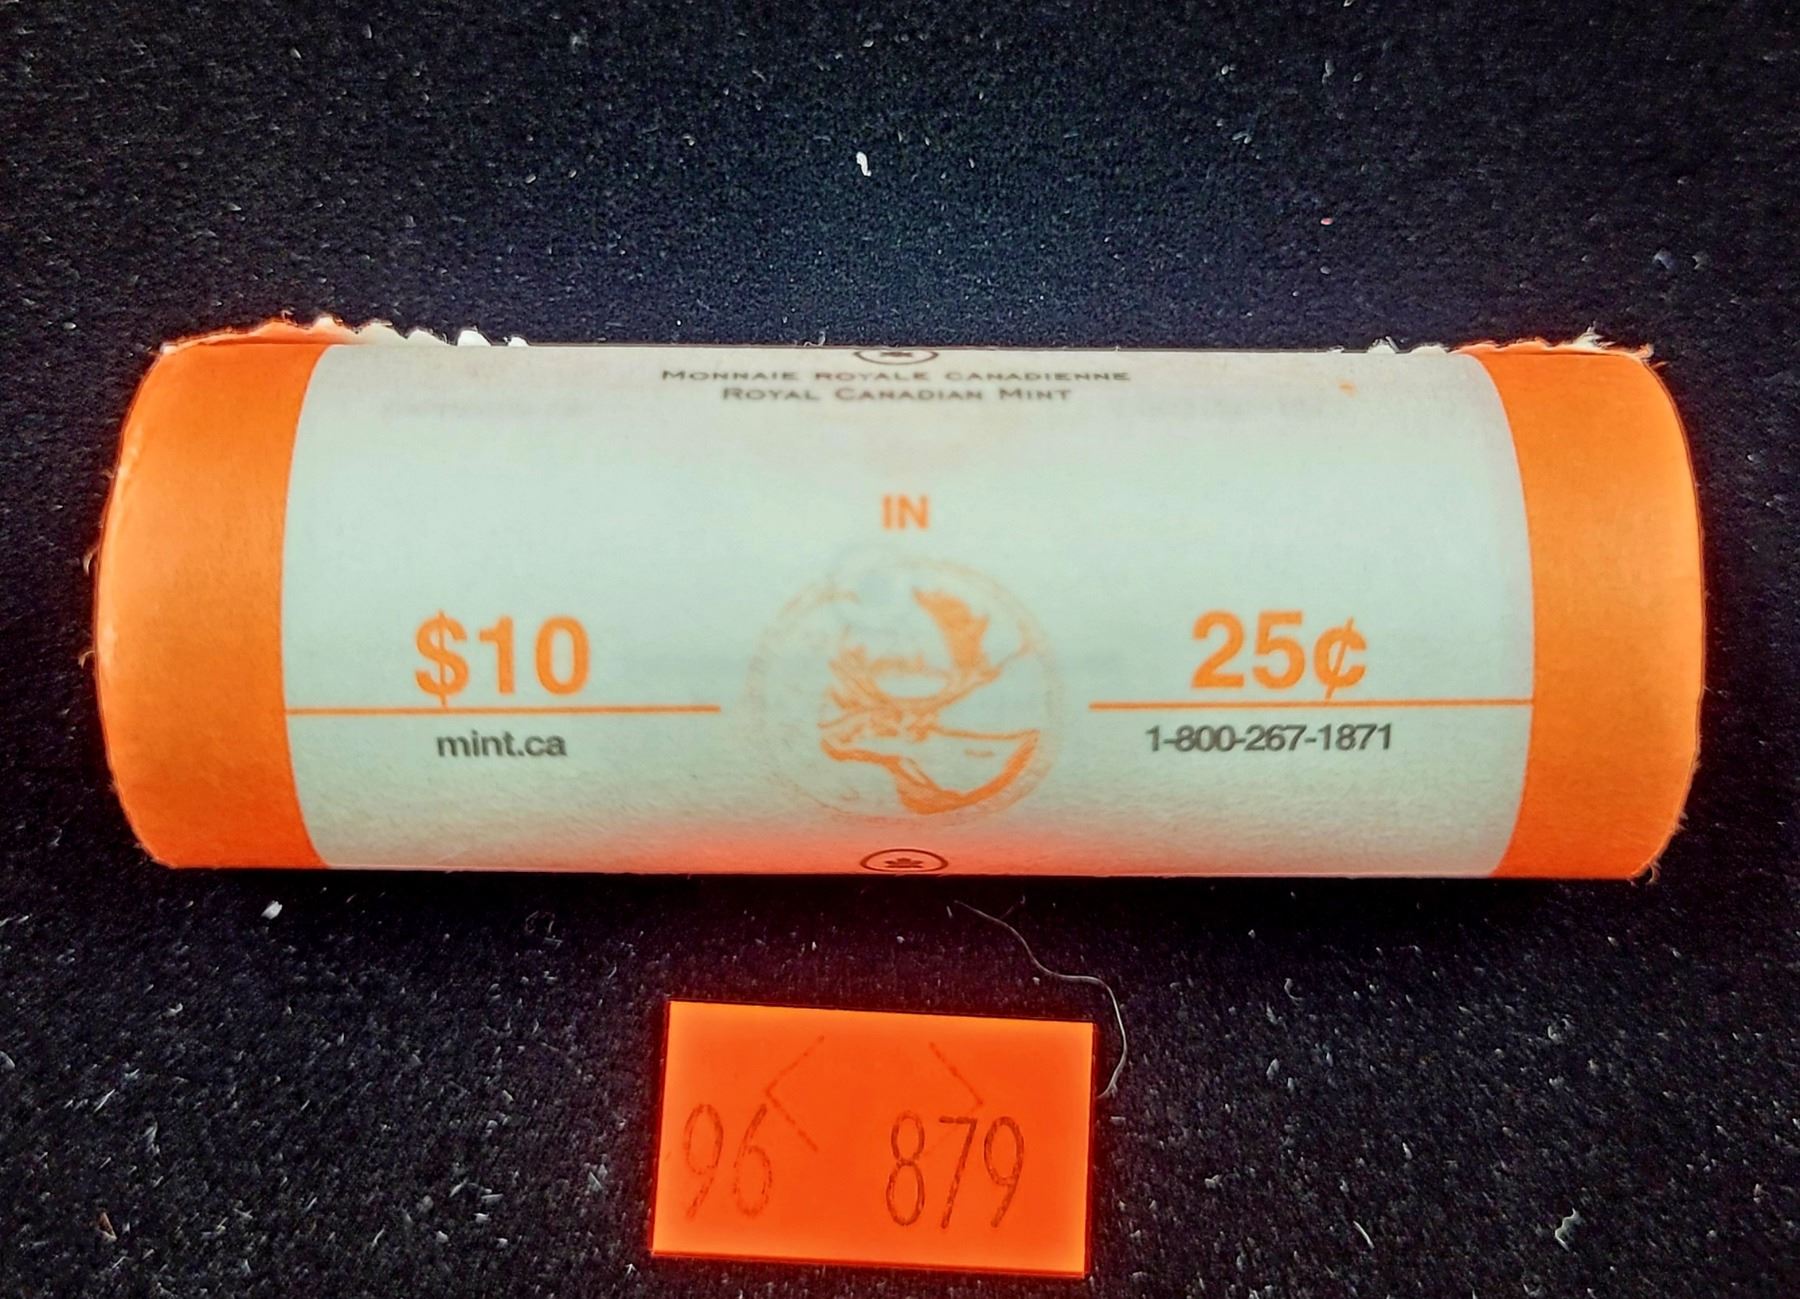 MONNAIE ROYALE CANADIENNE
ROYAL CANADIAN MINT
IN
$10 25¢
mint.ca 1-800-267-1871
96 879